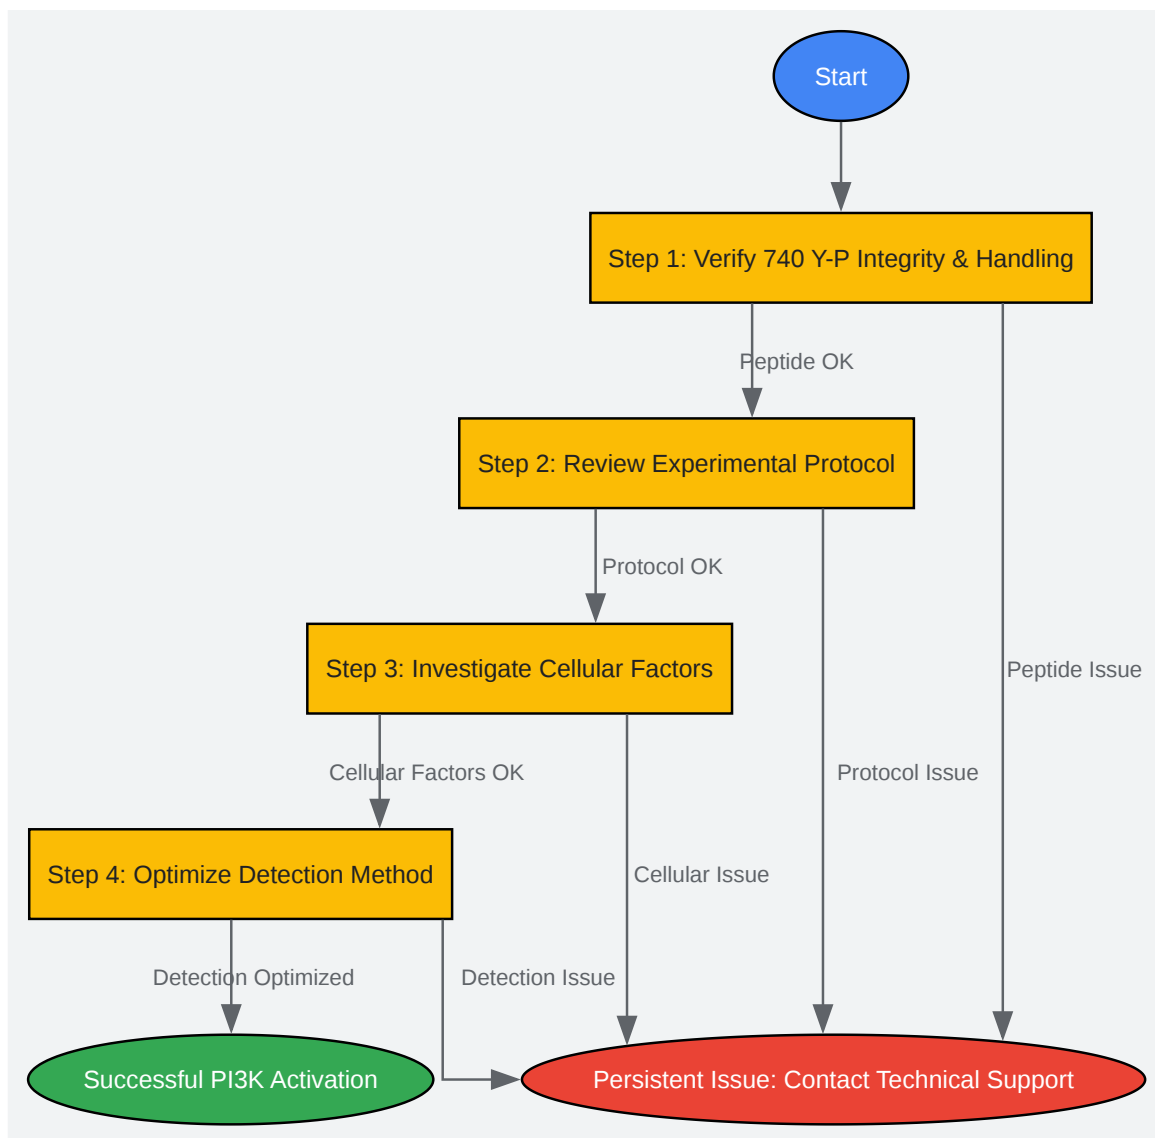 Start
Step 1: Verify 740 Y-P Integrity & Handling
Peptide OK
Step 2: Review Experimental Protocol
Protocol OK
Step 3: Investigate Cellular Factors
Peptide Issue
Cellular Factors OK
Protocol Issue
Step 4: Optimize Detection Method
Cellular Issue
Detection Optimized
Detection Issue
Successful PI3K Activation
Persistent Issue: Contact Technical Support